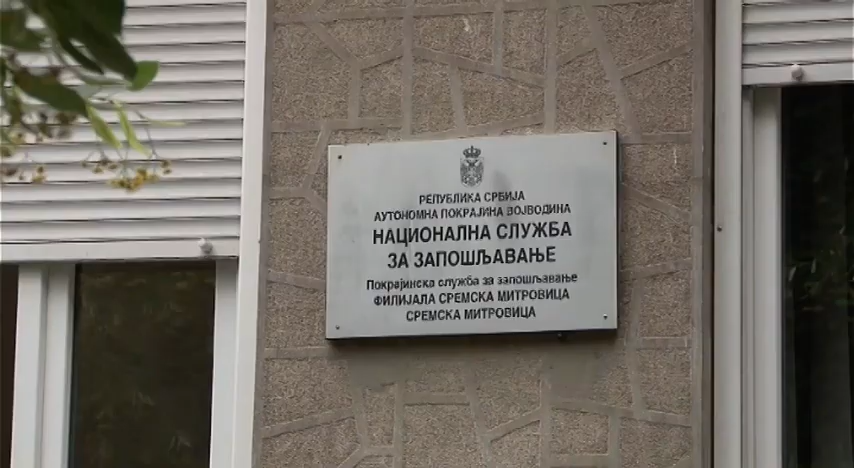 РЕПУБЛИКА СРБИЈА
АУТОНОМНА ПОКРАЈИНА ВОЈВОДИНА
НАЦИОНАЛНА СЛУЖБА
ЗА ЗАПОШЉАВАЊЕ
Покрајинска служба за запошљавање
ФИЛИЈАЛА СРЕМСКА МИТРОВИЦА
СРЕМСКА МИТРОВИЦА